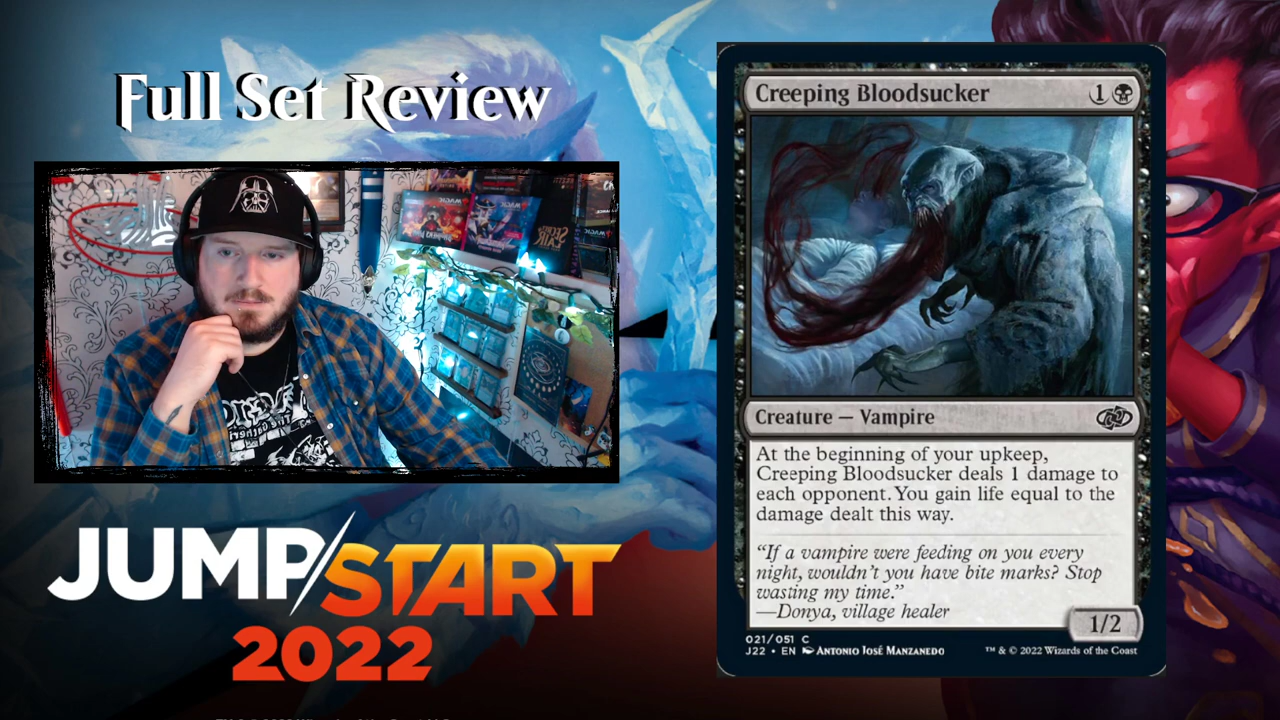 Full Set Review
JUMP/START
2022
Creeping Bloodsucker 1
Creature — Vampire
At the beginning of your upkeep,
Creeping Bloodsucker deals 1 damage to
each opponent. You gain life equal to the
damage dealt this way.
“If a vampire were feeding on you every
night, wouldn’t you have bite marks? Stop
wasting my time.”
—Donya, village healer
1/2
021/051 C
J22 • EN Antonio José Manzanedo
™ & © 2022 Wizards of the Coast